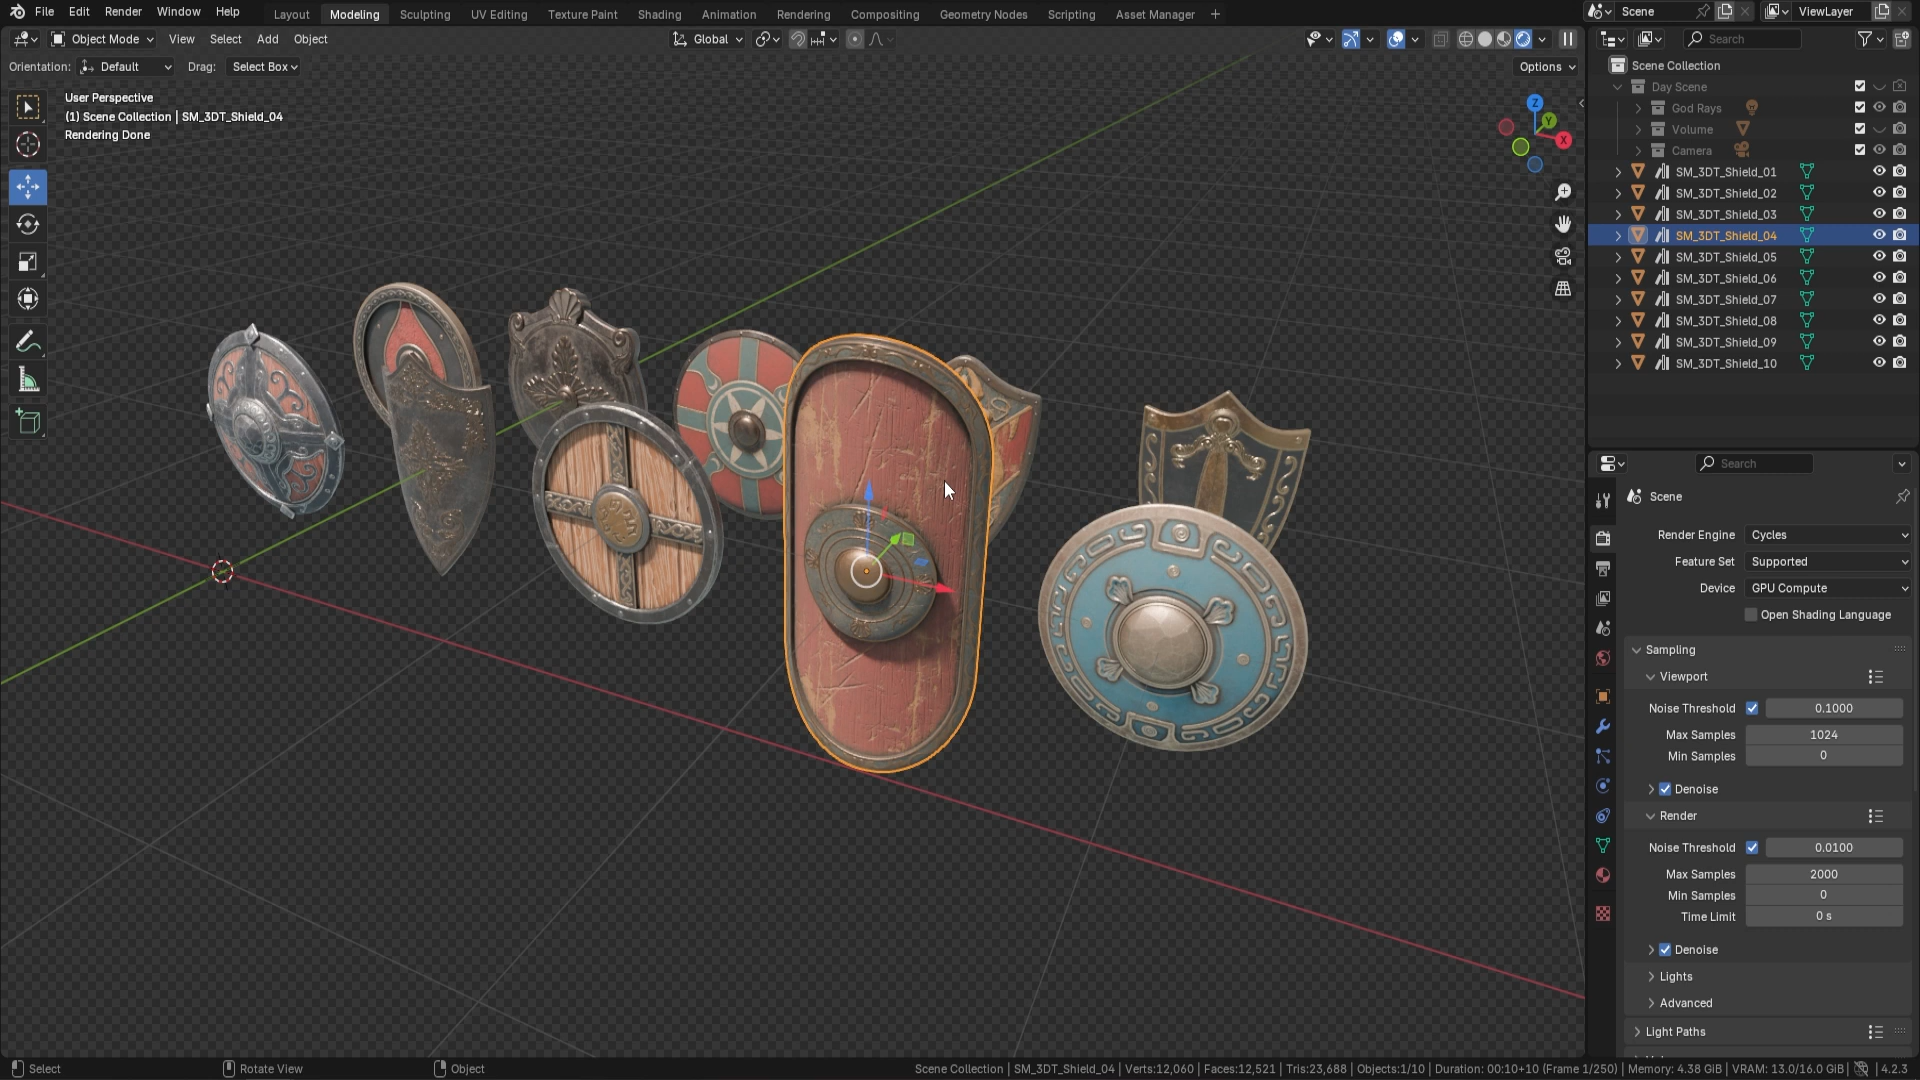 File Edit Render Window Help Layout Modeling Sculpting UV Editing Texture Paint Shading Animation Rendering Compositing Geometry Nodes Scripting Asset Manager + Scene ViewLayer
Object Mode View Select Add Object Global Search
Orientation: Default Drag: Select Box Options
User Perspective
(1) Scene Collection | SM_3DT_Shield_04
Rendering Done
Z
Y
X
Scene Collection
Day Scene
God Rays
Volume
Camera
SM_3DT_Shield_01
SM_3DT_Shield_02
SM_3DT_Shield_03
SM_3DT_Shield_04
SM_3DT_Shield_05
SM_3DT_Shield_06
SM_3DT_Shield_07
SM_3DT_Shield_08
SM_3DT_Shield_09
SM_3DT_Shield_10
Search
Scene
Render Engine Cycles
Feature Set Supported
Device GPU Compute
Open Shading Language
Sampling
Viewport
Noise Threshold 0.1000
Max Samples 1024
Min Samples 0
Denoise
Render
Noise Threshold 0.0100
Max Samples 2000
Min Samples 0
Time Limit 0 s
Denoise
Lights
Advanced
Light Paths
Select Rotate View Object Scene Collection | SM_3DT_Shield_04 | Verts:12,060 | Faces:12,521 | Tris:23,688 | Objects:1/10 | Duration: 00:10+10 (Frame 1/250) | Memory: 4.38 GiB | VRAM: 13.0/16.0 GiB | 4.2.3